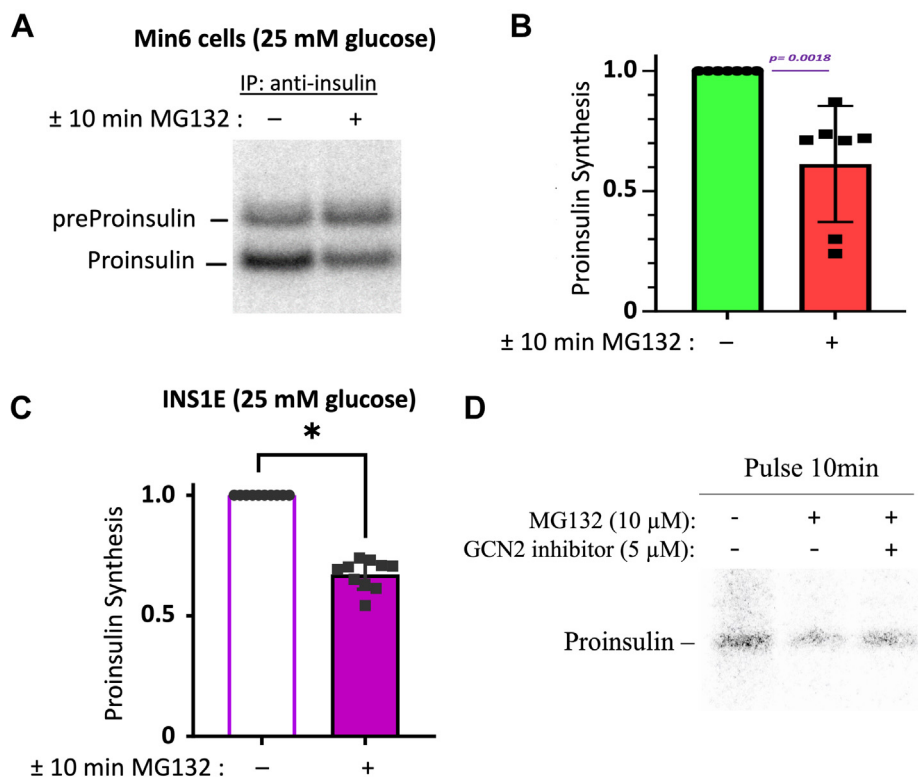 A
Min6 cells (25 mM glucose)
IP: anti-insulin
± 10 min MG132 : – +
preProinsulin –
Proinsulin –
B
p= 0.0018
1.0
0.5
0
Proinsulin Synthesis
± 10 min MG132 : – +
C
INS1E (25 mM glucose)
*
1.0
0.5
0
Proinsulin Synthesis
± 10 min MG132 : – +
D
Pulse 10min
MG132 (10 μM): - + +
GCN2 inhibitor (5 μM): - - +
Proinsulin –